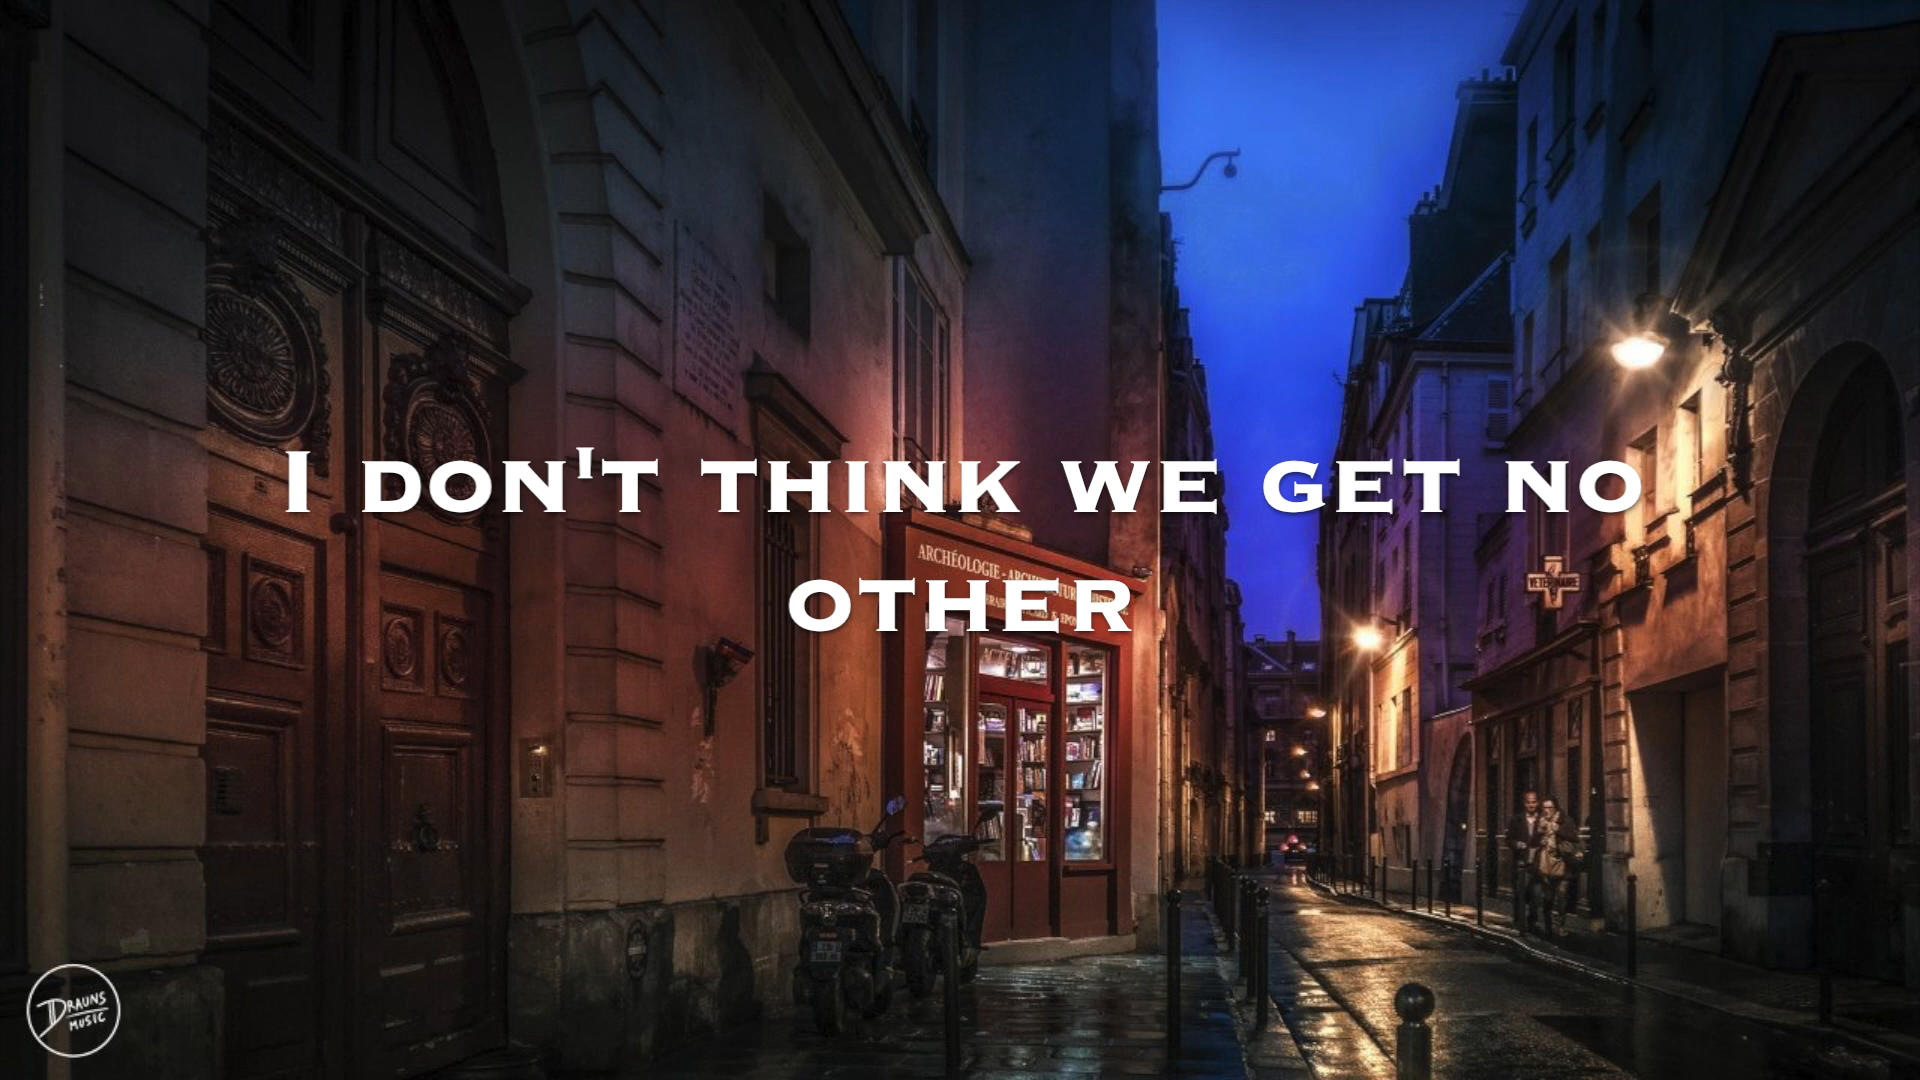 I DON'T THINK WE GET NO
OTHER
ARCHÉOLOGIE - ARCHITECTURE
VETERINAIRE
DRAUNS
MUSIC